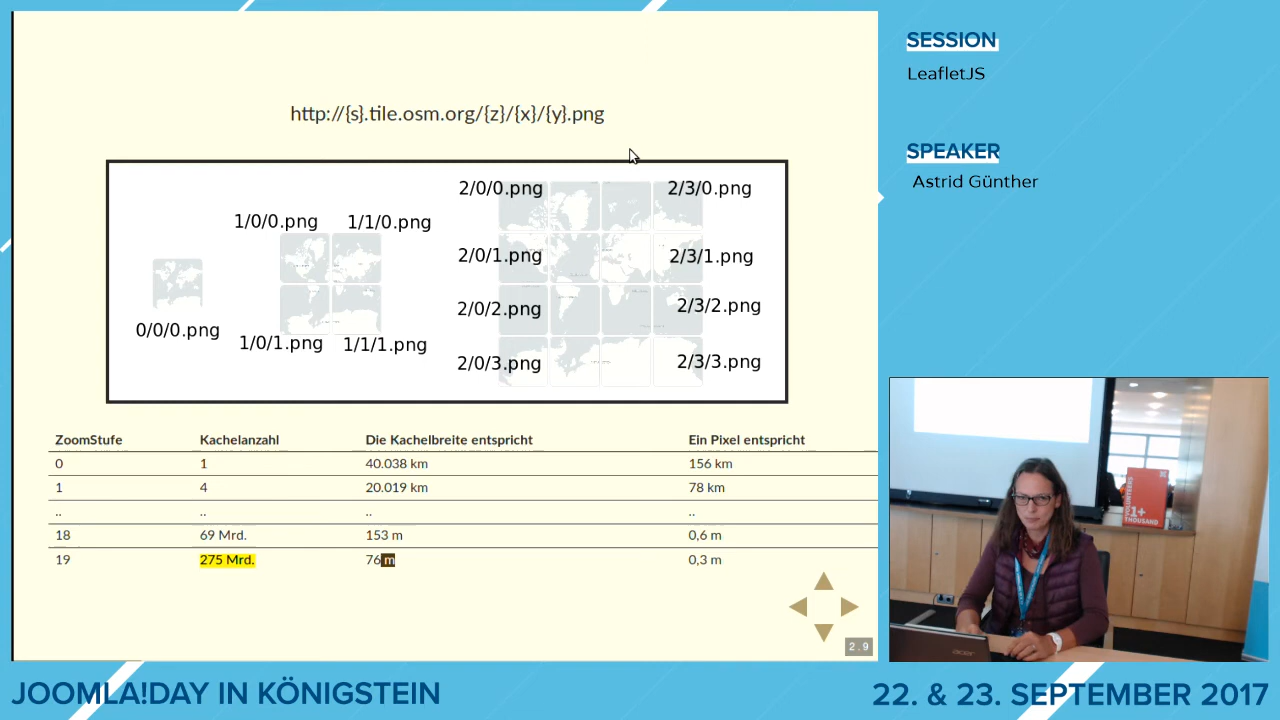 http://{s}.tile.osm.org/{z}/{x}/{y}.png
2/0/0.png 2/3/0.png
1/0/0.png 1/1/0.png
2/0/1.png 2/3/1.png
2/0/2.png 2/3/2.png
0/0/0.png
1/0/1.png 1/1/1.png
2/0/3.png 2/3/3.png
ZoomStufe Kachelanzahl Die Kachelbreite entspricht Ein Pixel entspricht
0 1 40.038 km 156 km
1 4 20.019 km 78 km
.. .. .. ..
18 69 Mrd. 153 m 0,6 m
19 275 Mrd. 76 m 0,3 m
2.9
SESSION
LeafletJS
SPEAKER
Astrid Günther
VOLUNTEERS
1+
THOUSAND
acer
JOOMLA!DAY IN KÖNIGSTEIN
22. & 23. SEPTEMBER 2017